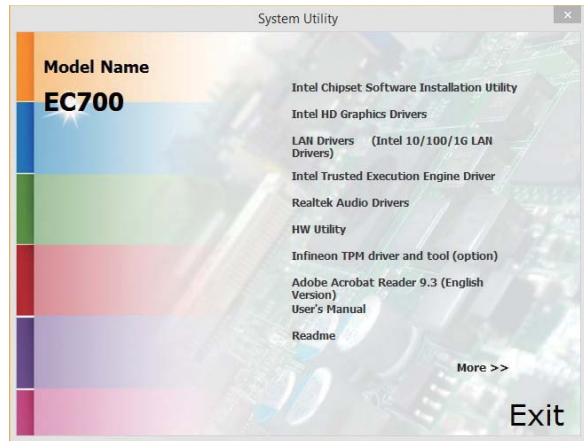 System Utility
Model Name
EC700
Intel Chipset Software Installation Utility
Intel HD Graphics Drivers
LAN Drivers (Intel 10/100/1G LAN
Drivers)
Intel Trusted Execution Engine Driver
Realtek Audio Drivers
HW Utility
Infineon TPM driver and tool (option)
Adobe Acrobat Reader 9.3 (English
Version)
User's Manual
Readme
More >>
Exit